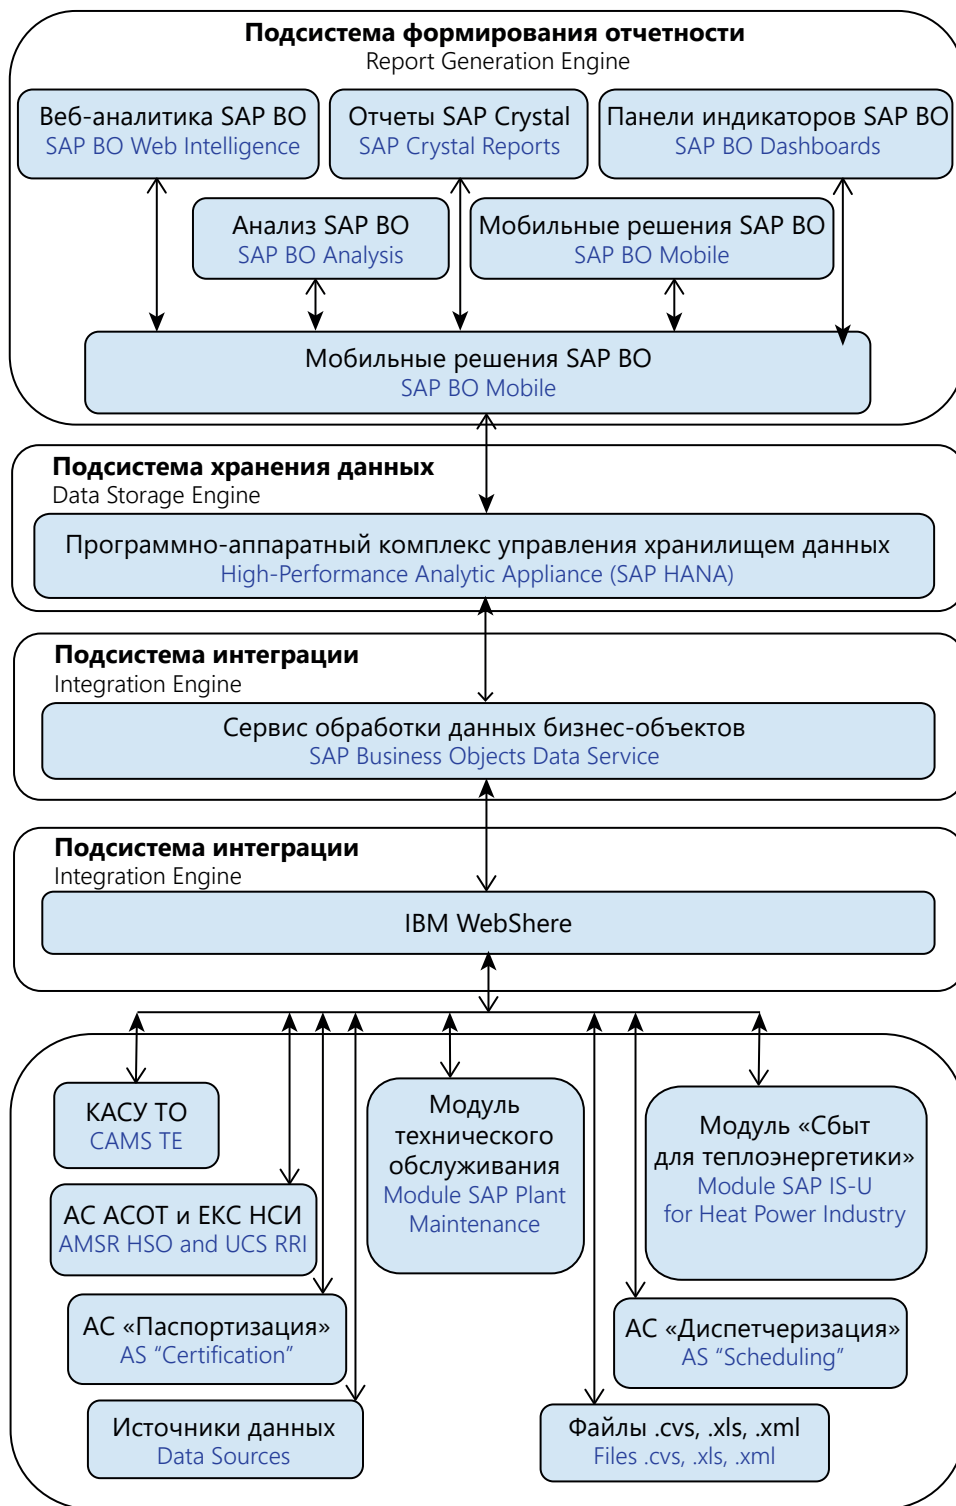 Подсистема формирования отчетности
Report Generation Engine
Веб-аналитика SAP BO
SAP BO Web Intelligence
Отчеты SAP Crystal
SAP Crystal Reports
Панели индикаторов SAP BO
SAP BO Dashboards
Анализ SAP BO
SAP BO Analysis
Мобильные решения SAP BO
SAP BO Mobile
Мобильные решения SAP BO
SAP BO Mobile
Подсистема хранения данных
Data Storage Engine
Программно-аппаратный комплекс управления хранилищем данных
High-Performance Analytic Appliance (SAP HANA)
Подсистема интеграции
Integration Engine
Сервис обработки данных бизнес-объектов
SAP Business Objects Data Service
Подсистема интеграции
Integration Engine
IBM WebShere
КАСУ ТО
CAMS TE
Модуль
технического
обслуживания
Module SAP Plant
Maintenance
Модуль «Сбыт
для теплоэнергетики»
Module SAP IS-U
for Heat Power Industry
АС АСОТ и ЕКС НСИ
AMSR HSO and UCS RRI
АС «Паспортизация»
AS “Certification”
АС «Диспетчеризация»
AS “Scheduling”
Источники данных
Data Sources
Файлы .cvs, .xls, .xml
Files .cvs, .xls, .xml